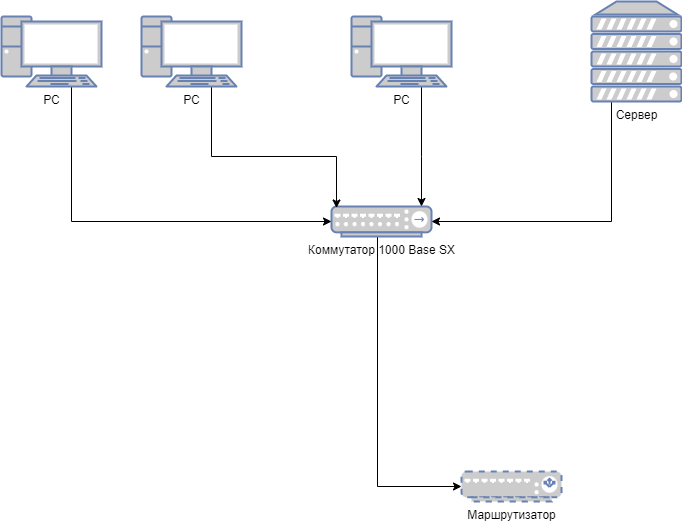 PC
PC
PC
Сервер
Коммутатор 1000 Base SX
Маршрутизатор